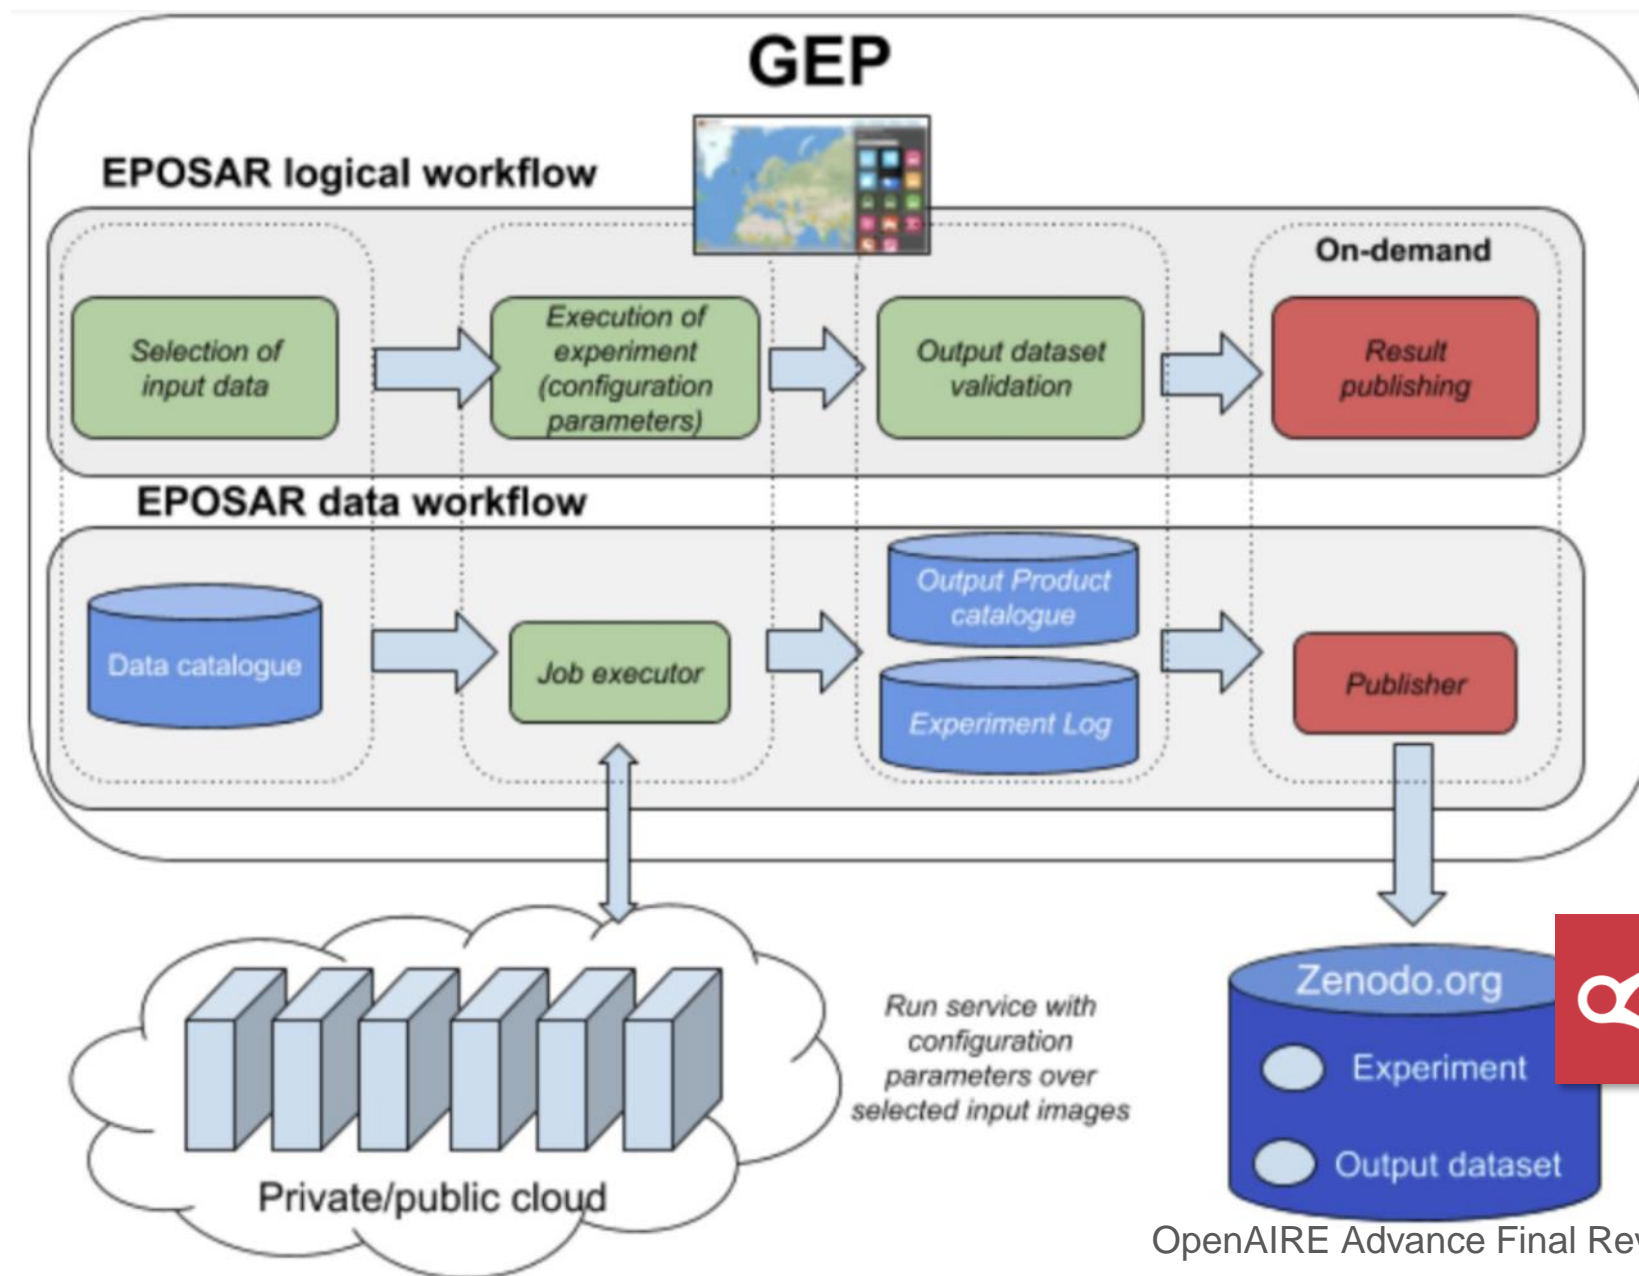 GEP
EPOSAR logical workflow
On-demand
Selection of
input data
Execution of
experiment
(configuration
parameters)
Output dataset
validation
Result
publishing
EPOSAR data workflow
Data catalogue
Job executor
Output Product
catalogue
Experiment Log
Publisher
Run service with
configuration
parameters over
selected input images
Private/public cloud
Zenodo.org
Experiment
Output dataset
OpenAIRE Advance Final Rev